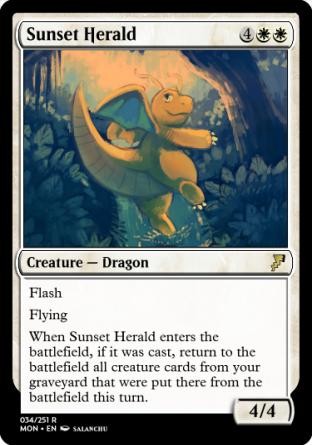 Sunset Herald 4
Creature — Dragon
Flash
Flying
When Sunset Herald enters the
battlefield, if it was cast, return to the
battlefield all creature cards from your
graveyard that were put there from the
battlefield this turn.
4/4
034/251 R
MON • EN SALANCHU